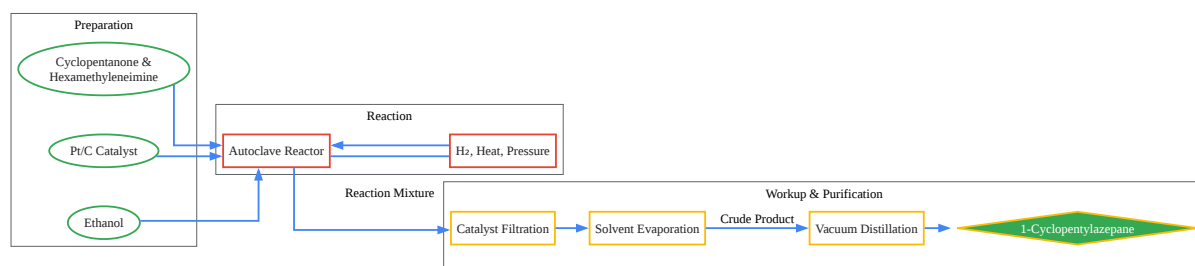 Preparation
Cyclopentanone &
Hexamethyleneimine
Pt/C Catalyst
Ethanol
Reaction
Autoclave Reactor
H₂, Heat, Pressure
Reaction Mixture
Workup & Purification
Catalyst Filtration
Solvent Evaporation
Crude Product
Vacuum Distillation
1-Cyclopentylazepane